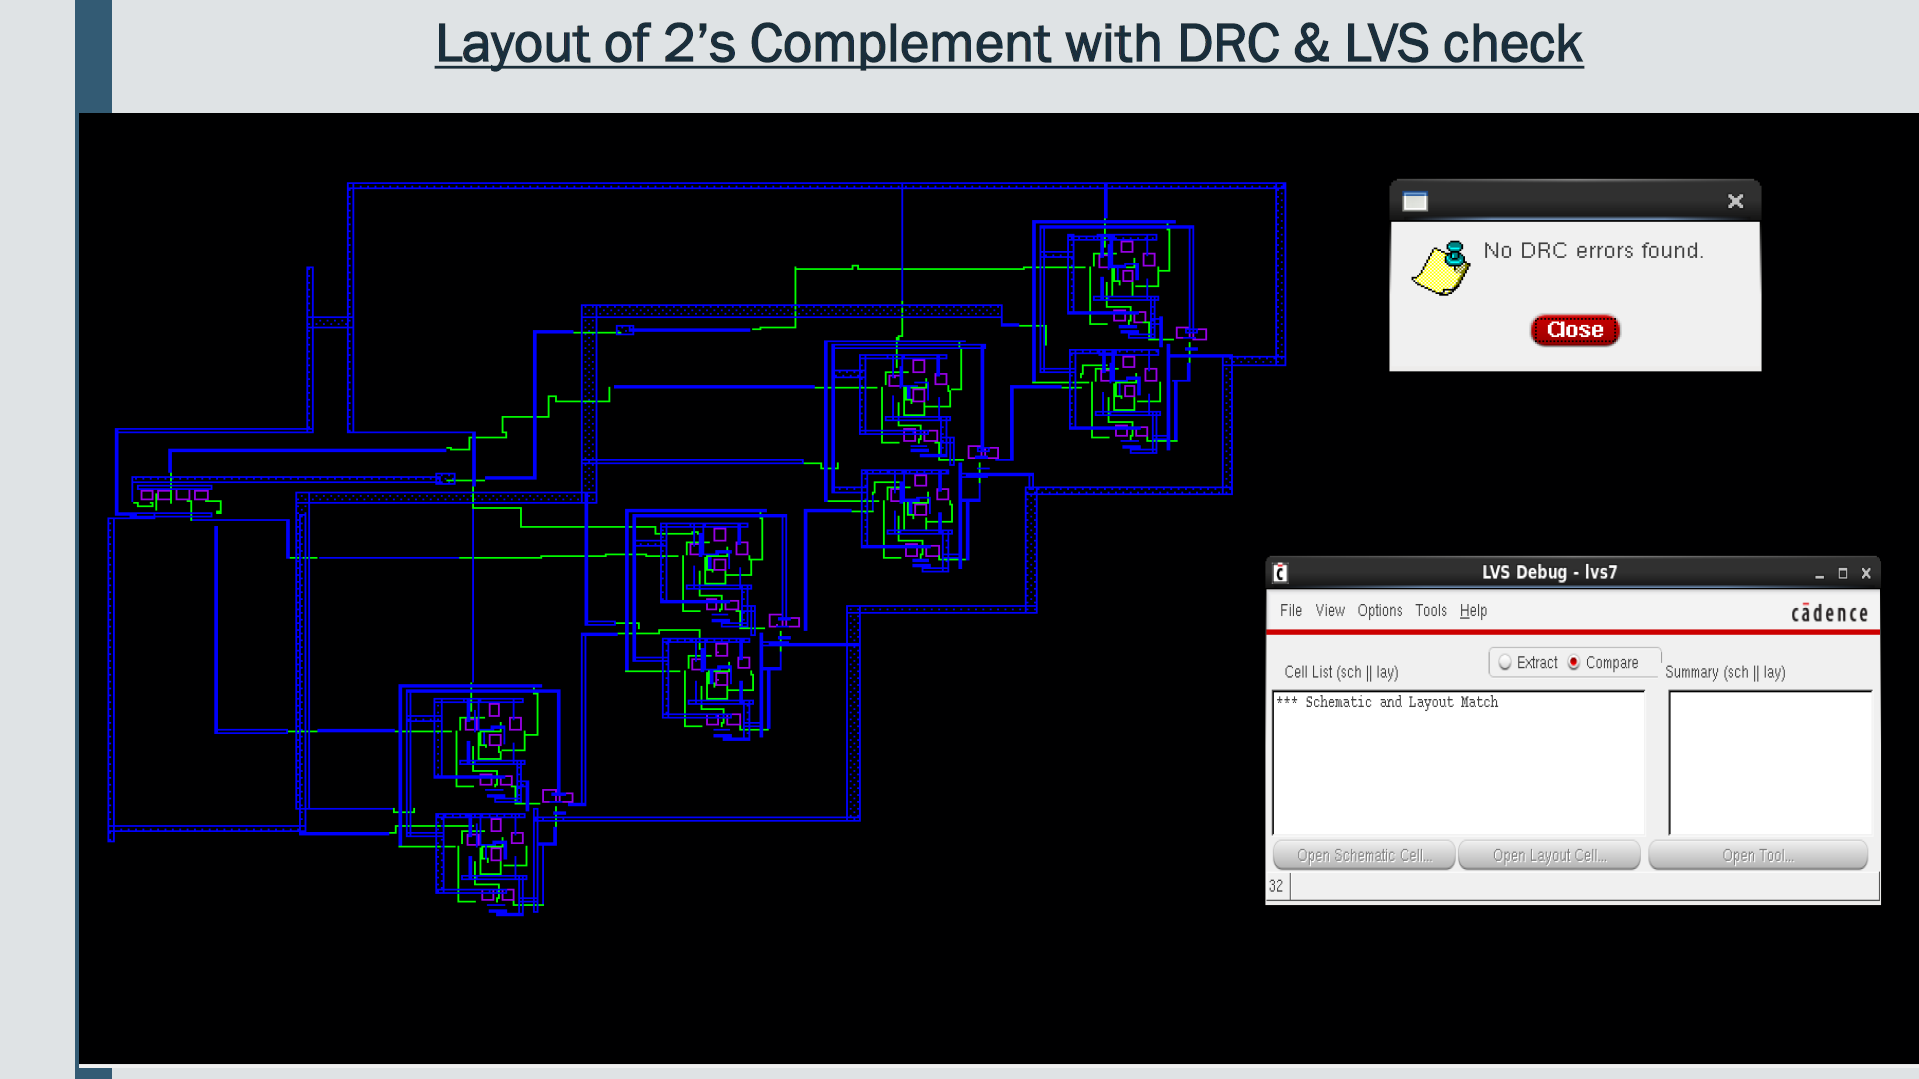 Layout of 2’s Complement with DRC & LVS check
No DRC errors found.
Close
LVS Debug - lvs7
File View Options Tools Help
cādence
Extract Compare
Cell List (sch || lay)
Summary (sch || lay)
*** Schematic and Layout Match
Open Schematic Cell... Open Layout Cell... Open Tool...
32